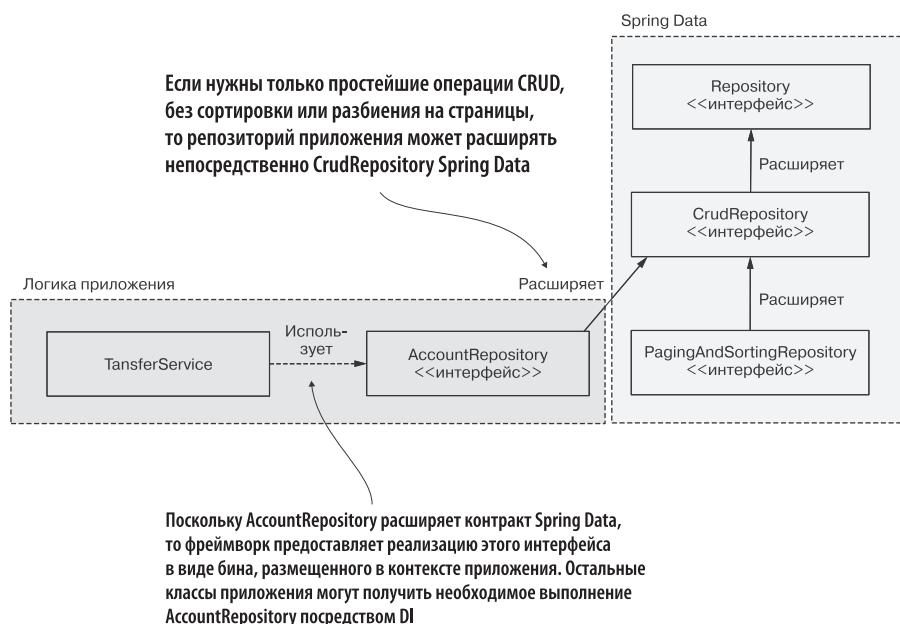 Spring Data
Если нужны только простейшие операции CRUD,
без сортировки или разбиения на страницы,
то репозиторий приложения может расширять
непосредственно CrudRepository Spring Data
Repository
<<интерфейс>>
Расширяет
CrudRepository
<<интерфейс>>
Логика приложения
Расширяет
Расширяет
TansferService
Исполь-
зует
AccountRepository
<<интерфейс>>
PagingAndSortingRepository
<<интерфейс>>
Поскольку AccountRepository расширяет контракт Spring Data,
то фреймворк предоставляет реализацию этого интерфейса
в виде бина, размещенного в контексте приложения. Остальные
классы приложения могут получить необходимое выполнение
AccountRepository посредством DI